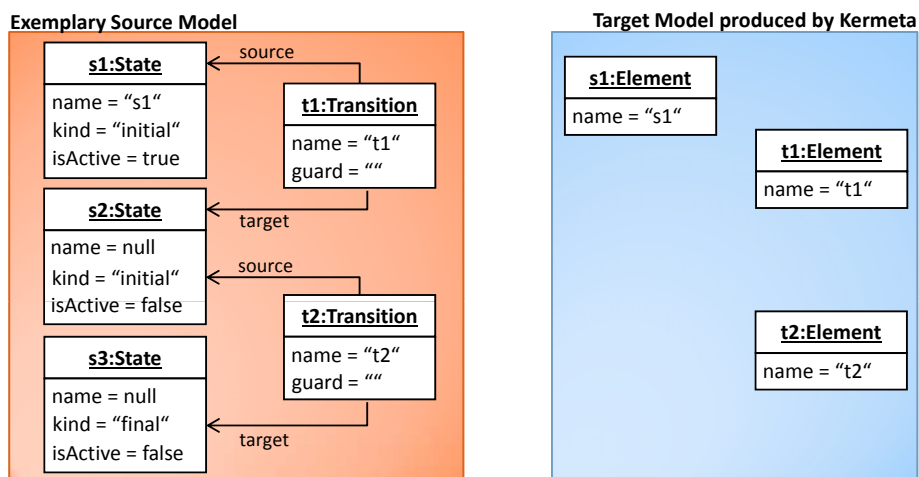 Exemplary Source Model
s1:State
name = “s1“
kind = “initial“
isActive = true
source
t1:Transition
name = “t1“
guard = ““
target
s2:State
name = null
kind = “initial“
isActive = false
source
t2:Transition
name = “t2“
guard = ““
target
s3:State
name = null
kind = “final“
isActive = false
Target Model produced by Kermeta
s1:Element
name = “s1“
t1:Element
name = “t1“
t2:Element
name = “t2“